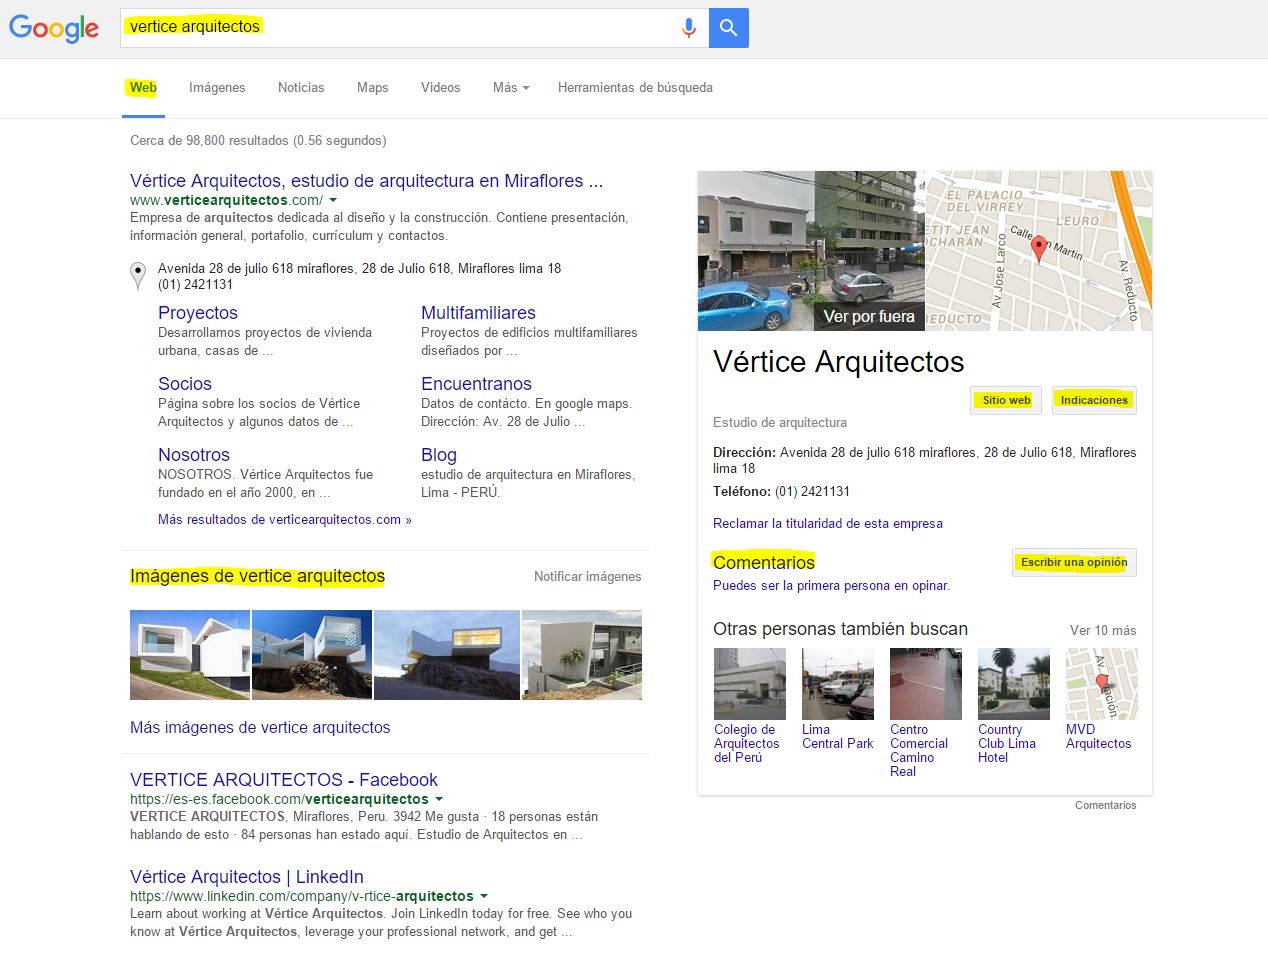 Google
vertice arquitectos
Web
Imágenes
Noticias
Maps
Videos
Más
Herramientas de búsqueda
Cerca de 98,800 resultados (0.56 segundos)
Vértice Arquitectos, estudio de arquitectura en Miraflores ...
www.verticearquitectos.com/
Empresa de arquitectos dedicada al diseño y la construcción. Contiene presentación,
información general, portafolio, currículum y contactos.
Avenida 28 de julio 618 miraflores, 28 de Julio 618, Miraflores lima 18
(01) 2421131
Proyectos
Desarrollamos proyectos de vivienda
urbana, casas de ...
Multifamiliares
Proyectos de edificios multifamiliares
diseñados por ...
Socios
Página sobre los socios de Vértice
Arquitectos y algunos datos de ...
Encuentranos
Datos de contácto. En google maps.
Dirección: Av. 28 de Julio ...
Nosotros
NOSOTROS. Vértice Arquitectos fue
fundado en el año 2000, en ...
Blog
estudio de arquitectura en Miraflores,
Lima - PERÚ.
Más resultados de verticearquitectos.com »
Imágenes de vertice arquitectos
Notificar imágenes
Más imágenes de vertice arquitectos
VERTICE ARQUITECTOS - Facebook
https://es-es.facebook.com/verticearquitectos
VERTICE ARQUITECTOS, Miraflores, Peru. 3942 Me gusta · 18 personas están
hablando de esto · 84 personas han estado aquí. Estudio de Arquitectos en ...
Vértice Arquitectos | LinkedIn
https://www.linkedin.com/company/v-rtice-arquitectos
Learn about working at Vértice Arquitectos. Join LinkedIn today for free. See who you
know at Vértice Arquitectos, leverage your professional network, and get ...
Ver por fuera
EL PALACIO
DEL VIRREY
LEURO
ETIT JEAN
OCHARÁN
Calle n Martin
Av Jose Larco
Av. Reducto
REDUCTO
Vértice Arquitectos
Sitio web
Indicaciones
Estudio de arquitectura
Dirección: Avenida 28 de julio 618 miraflores, 28 de Julio 618, Miraflores
lima 18
Teléfono: (01) 2421131
Reclamar la titularidad de esta empresa
Comentarios
Escribir una opinión
Puedes ser la primera persona en opinar.
Otras personas también buscan
Ver 10 más
Colegio de
Arquitectos
del Perú
Lima
Central Park
Centro
Comercial
Camino
Real
Country
Club Lima
Hotel
MVD
Arquitectos
Comentarios